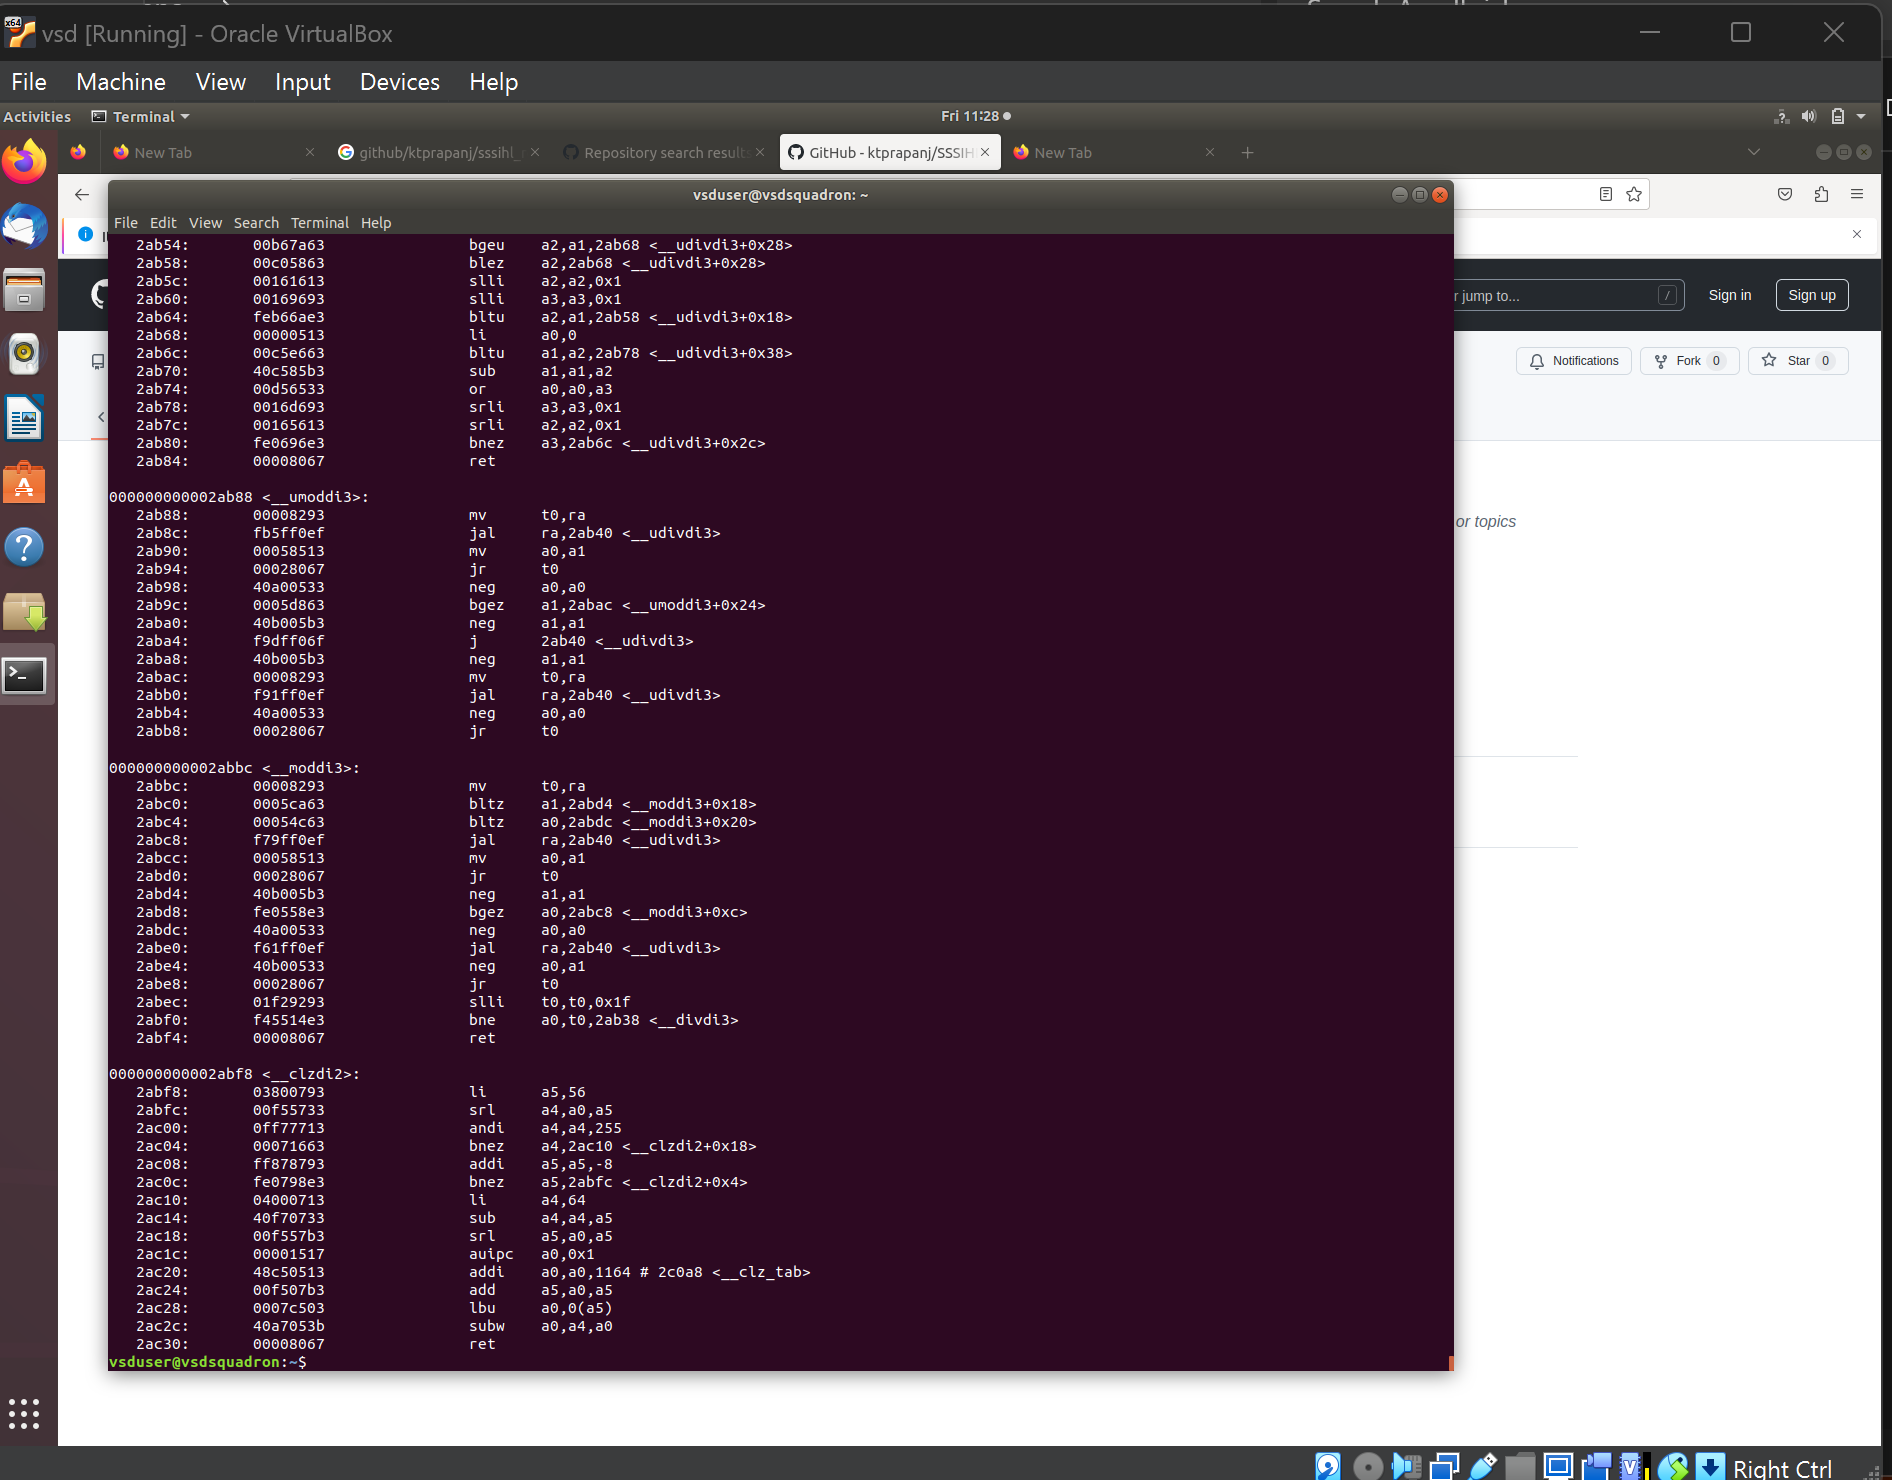 vsd [Running] - Oracle VirtualBox
File Machine View Input Devices Help
Activities Terminal Fri 11:28
New Tab github/ktprapanj/sssihl_ Repository search results GitHub - ktprapanj/SSSIH New Tab
vsduser@vsdsquadron: ~
File Edit View Search Terminal Help
2ab54: 00b67a63 bgeu a2,a1,2ab68 <__udivdi3+0x28>
2ab58: 00c05863 blez a2,2ab68 <__udivdi3+0x28>
2ab5c: 00161613 slli a2,a2,0x1
2ab60: 00169693 slli a3,a3,0x1
2ab64: feb66ae3 bltu a2,a1,2ab58 <__udivdi3+0x18>
2ab68: 00000513 li a0,0
2ab6c: 00c5e663 bltu a1,a2,2ab78 <__udivdi3+0x38>
2ab70: 40c585b3 sub a1,a1,a2
2ab74: 00d56533 or a0,a0,a3
2ab78: 0016d693 srli a3,a3,0x1
2ab7c: 00165613 srli a2,a2,0x1
2ab80: fe0696e3 bnez a3,2ab6c <__udivdi3+0x2c>
2ab84: 00008067 ret
000000000002ab88 <__umoddi3>:
2ab88: 00008293 mv t0,ra
2ab8c: fb5ff0ef jal ra,2ab40 <__udivdi3>
2ab90: 00058513 mv a0,a1
2ab94: 00028067 jr t0
2ab98: 40a00533 neg a0,a0
2ab9c: 0005d863 bgez a1,2abac <__umoddi3+0x24>
2aba0: 40b005b3 neg a1,a1
2aba4: f9dff06f j 2ab40 <__udivdi3>
2aba8: 40b005b3 neg a1,a1
2abac: 00008293 mv t0,ra
2abb0: f91ff0ef jal ra,2ab40 <__udivdi3>
2abb4: 40a00533 neg a0,a0
2abb8: 00028067 jr t0
000000000002abbc <__moddi3>:
2abbc: 00008293 mv t0,ra
2abc0: 0005ca63 bltz a1,2abd4 <__moddi3+0x18>
2abc4: 00054c63 bltz a0,2abdc <__moddi3+0x20>
2abc8: f79ff0ef jal ra,2ab40 <__udivdi3>
2abcc: 00058513 mv a0,a1
2abd0: 00028067 jr t0
2abd4: 40b005b3 neg a1,a1
2abd8: fe0558e3 bgez a0,2abc8 <__moddi3+0xc>
2abdc: 40a00533 neg a0,a0
2abe0: f61ff0ef jal ra,2ab40 <__udivdi3>
2abe4: 40b00533 neg a0,a1
2abe8: 00028067 jr t0
2abec: 01f29293 slli t0,t0,0x1f
2abf0: f45514e3 bne a0,t0,2ab38 <__divdi3>
2abf4: 00008067 ret
000000000002abf8 <__clzdi2>:
2abf8: 03800793 li a5,56
2abfc: 00f55733 srl a4,a0,a5
2ac00: 0ff77713 andi a4,a4,255
2ac04: 00071663 bnez a4,2ac10 <__clzdi2+0x18>
2ac08: ff878793 addi a5,a5,-8
2ac0c: fe0798e3 bnez a5,2abfc <__clzdi2+0x4>
2ac10: 04000713 li a4,64
2ac14: 40f70733 sub a4,a4,a5
2ac18: 00f557b3 srl a5,a0,a5
2ac1c: 00001517 auipc a0,0x1
2ac20: 48c50513 addi a0,a0,1164 # 2c0a8 <__clz_tab>
2ac24: 00f507b3 add a5,a0,a5
2ac28: 0007c503 lbu a0,0(a5)
2ac2c: 40a7053b subw a0,a4,a0
2ac30: 00008067 ret
vsduser@vsdsquadron:~$
r jump to... / Sign in Sign up
Notifications Fork 0 Star 0
or topics
Right Ctrl